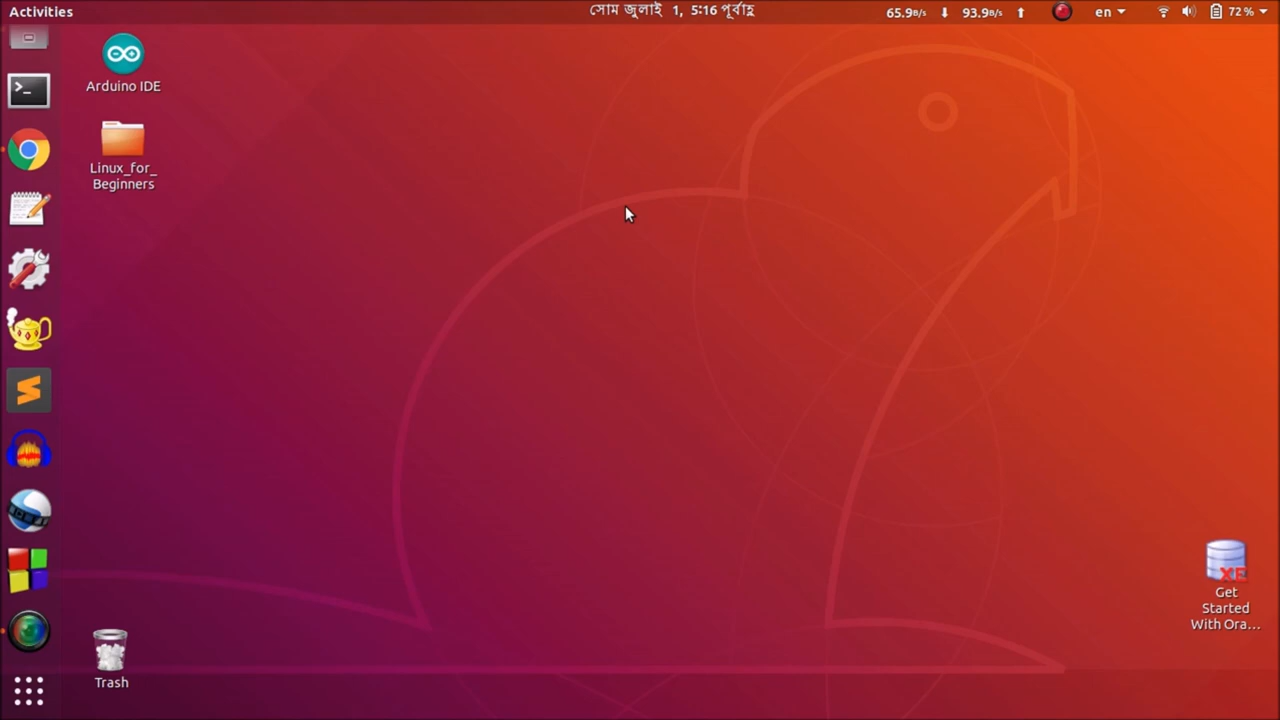 Activities
সোম জুলাই 1, 5:16 পূর্বাহ্ণ
65.9B/s 93.9B/s
en
72 %
Arduino IDE
Linux_for_
Beginners
>_
XE
Get
Started
With Ora...
Trash